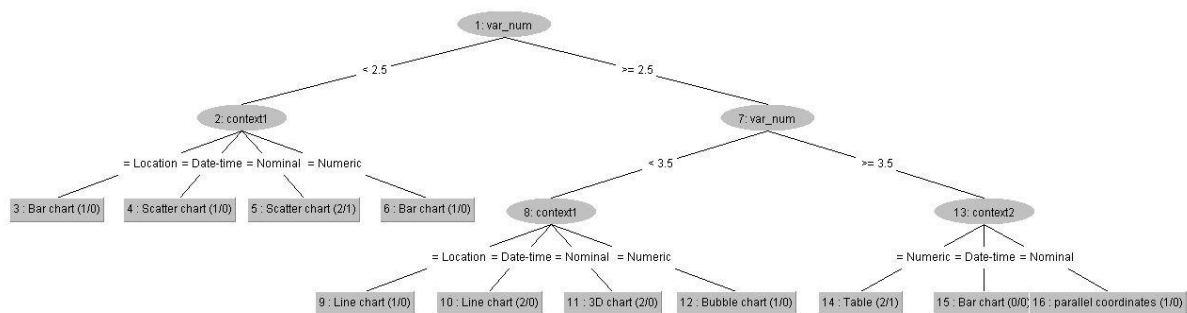 1: var_num
< 2.5
>= 2.5
2: context1
7: var_num
= Location = Date-time = Nominal = Numeric
< 3.5
>= 3.5
3 : Bar chart (1/0)
4 : Scatter chart (1/0)
5 : Scatter chart (2/1)
6 : Bar chart (1/0)
8: context1
13: context2
= Location = Date-time = Nominal = Numeric
= Numeric = Date-time = Nominal
9 : Line chart (1/0)
10 : Line chart (2/0)
11 : 3D chart (2/0)
12 : Bubble chart (1/0)
14 : Table (2/1)
15 : Bar chart (0/0)
16 : parallel coordinates (1/0)